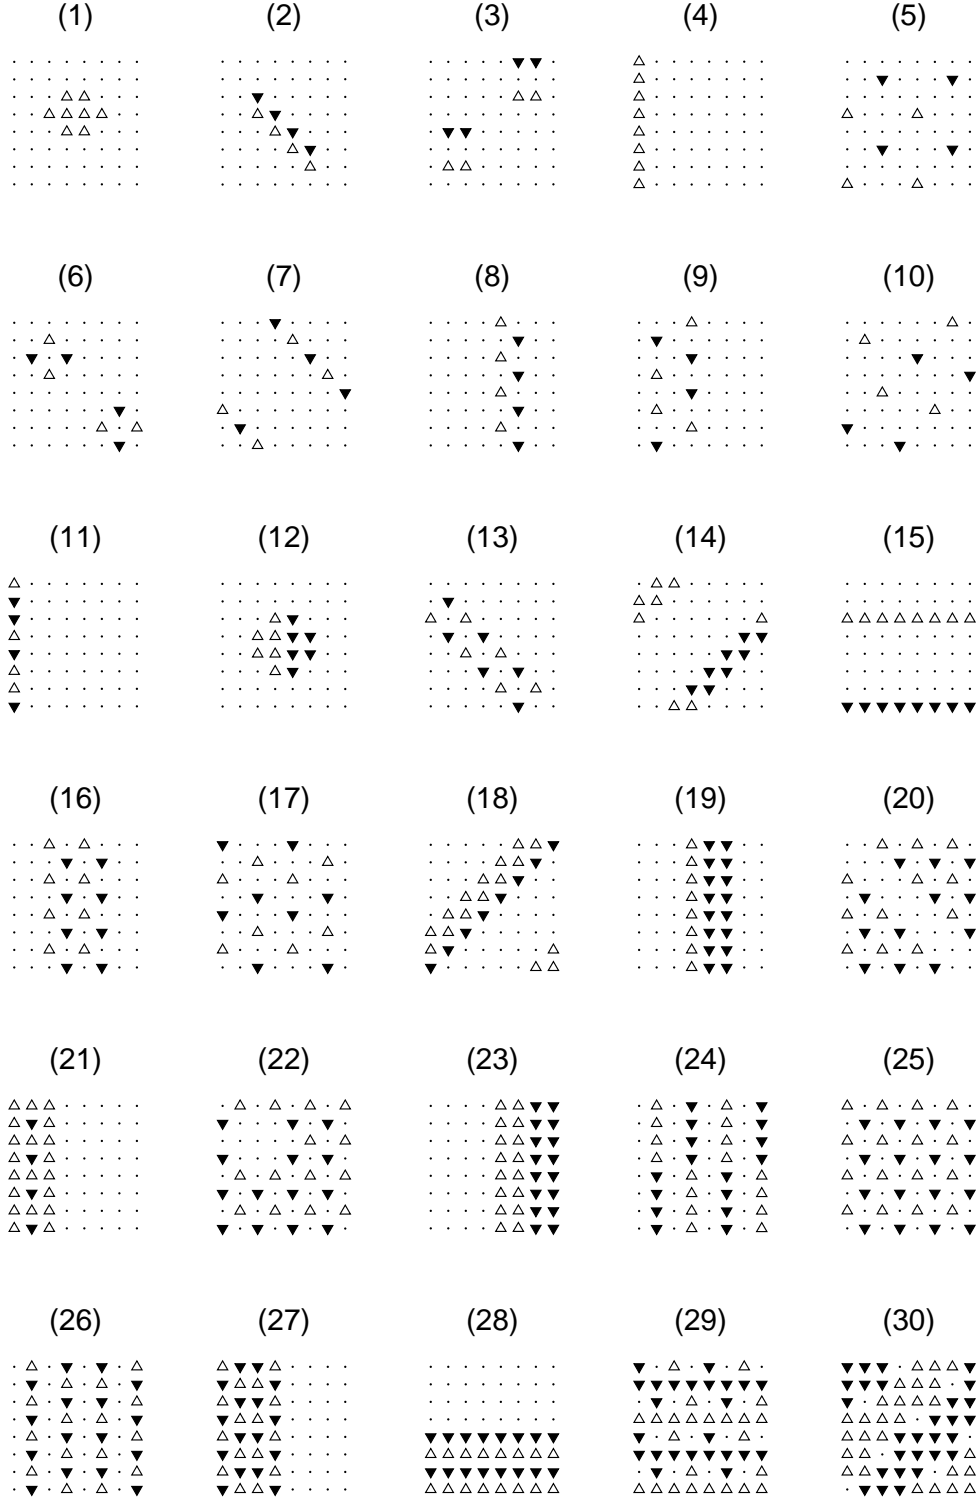 (1) (2) (3) (4) (5)
(6) (7) (8) (9) (10)
(11) (12) (13) (14) (15)
(16) (17) (18) (19) (20)
(21) (22) (23) (24) (25)
(26) (27) (28) (29) (30)